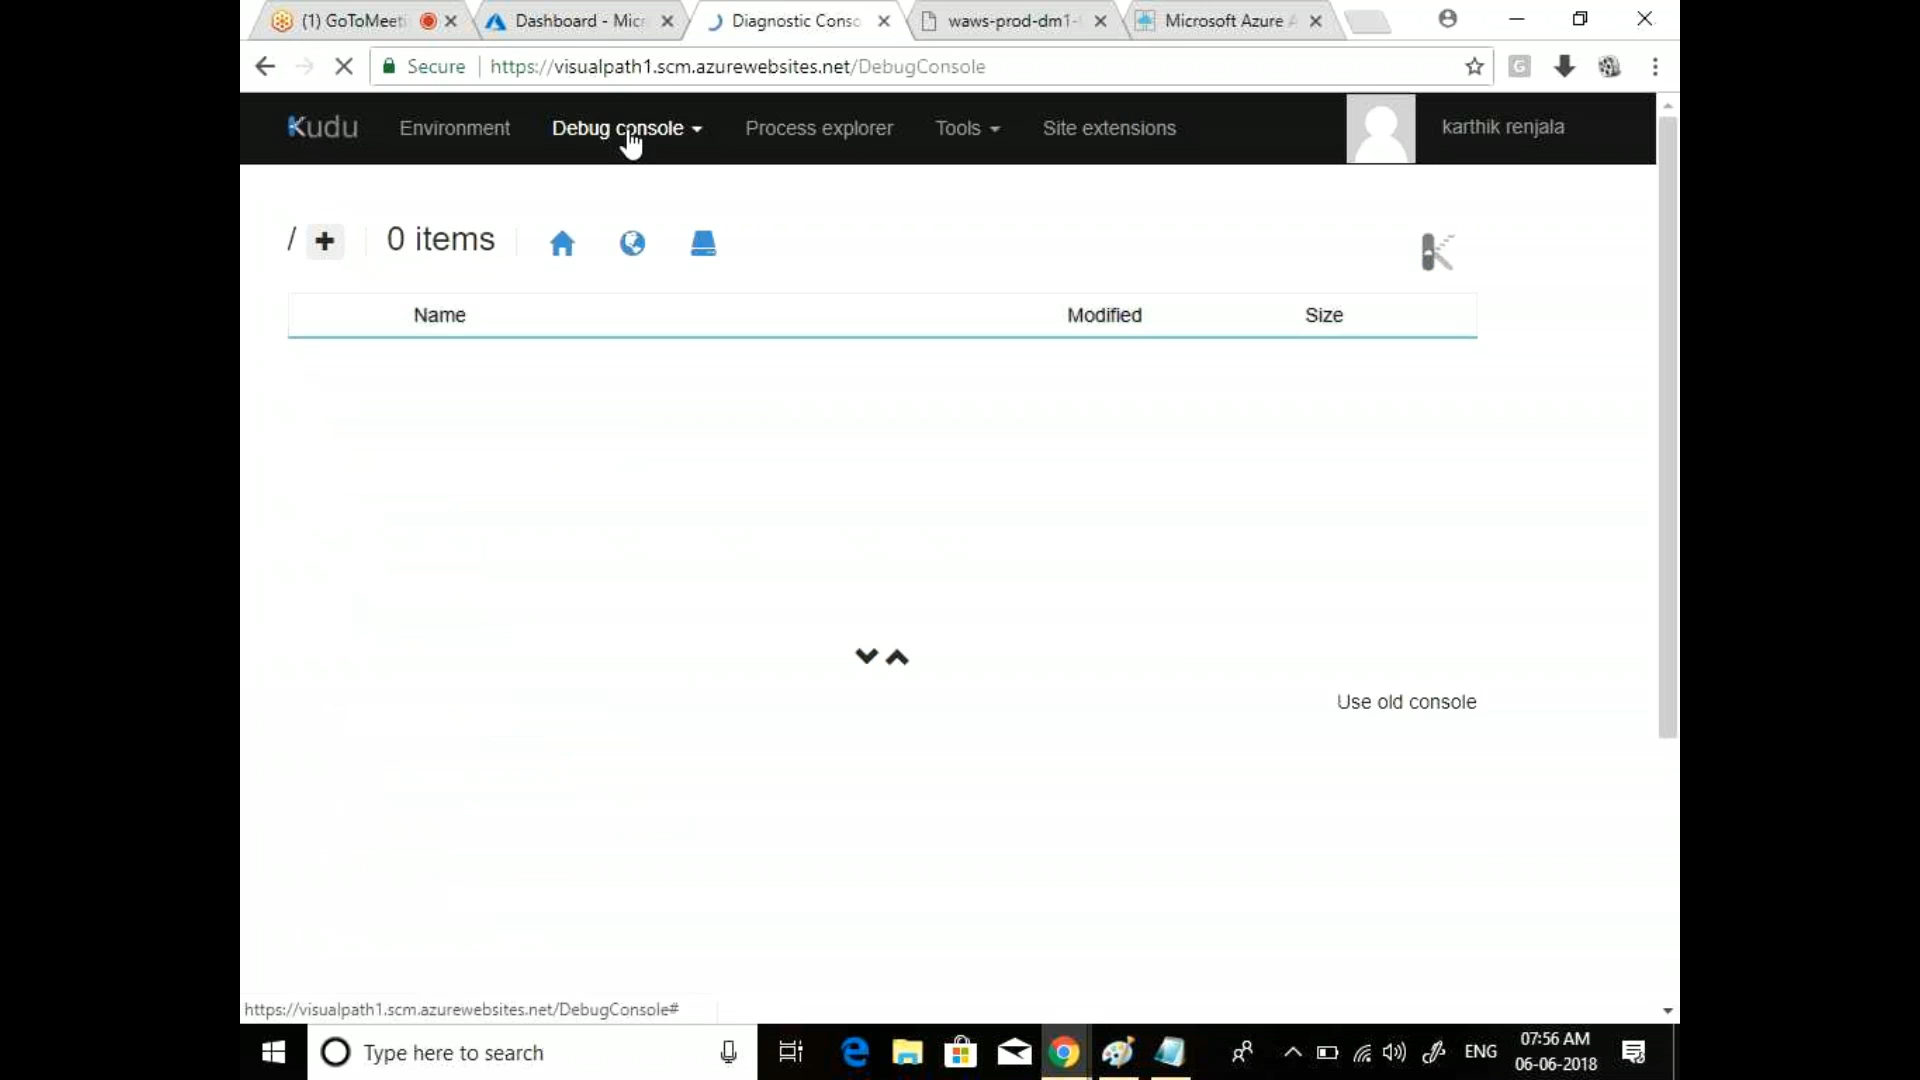 (1) GoToMeeti
Dashboard - Mic
Diagnostic Conso
waws-prod-dm1-
Microsoft Azure A
Secure
https://visualpath1.scm.azurewebsites.net/DebugConsole
G
Kudu
Environment
Debug console
Process explorer
Tools
Site extensions
karthik renjala
/
0 items
Name
Modified
Size
Use old console
https://visualpath1.scm.azurewebsites.net/DebugConsole#
Type here to search
ENG
07:56 AM
06-06-2018